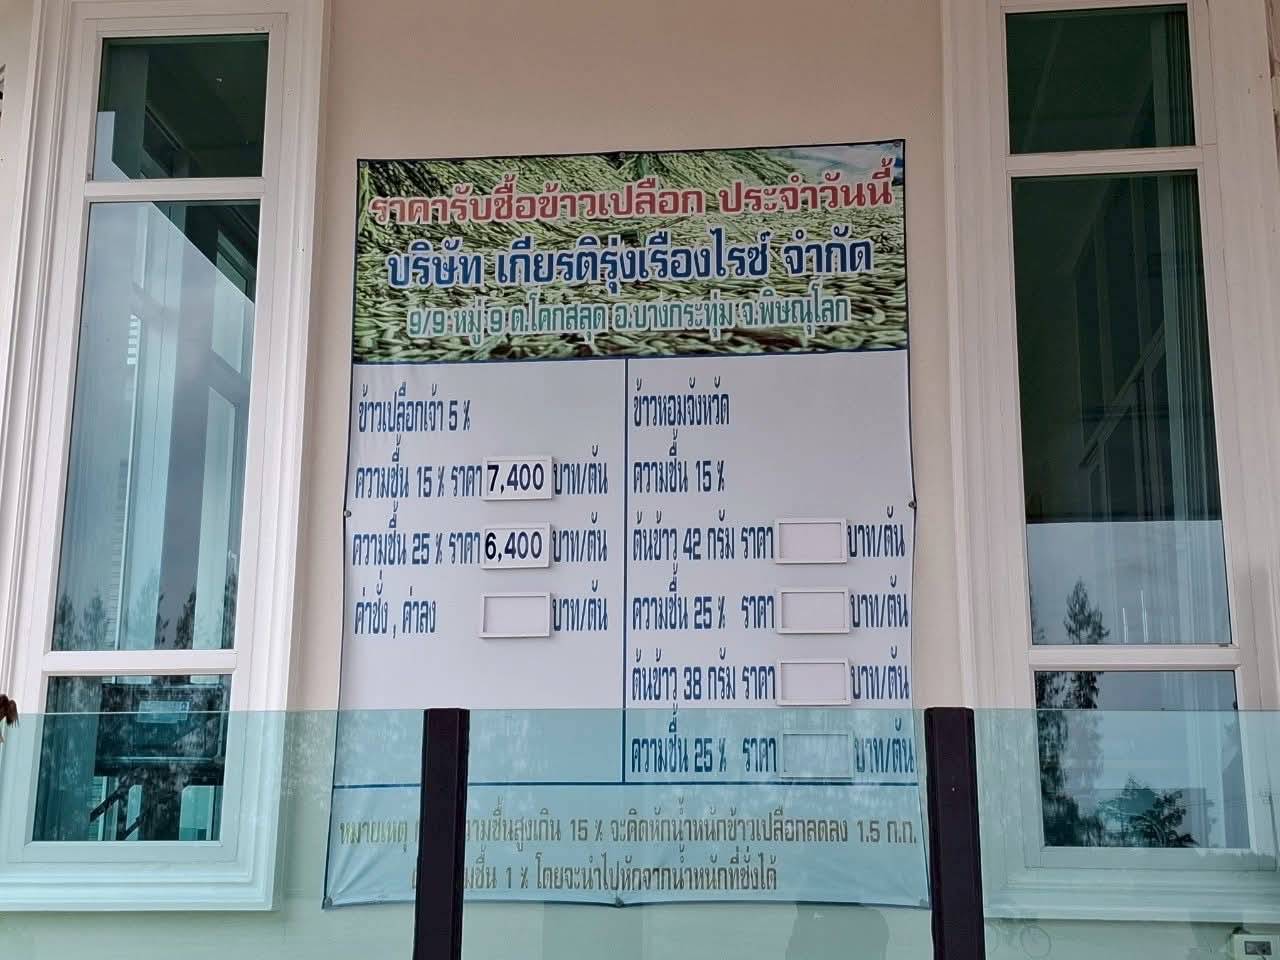 ราคารับซื้อข้าวเปลือก ประจำวันนี้
บริษัท เกียรติรุ่งเรืองไรซ์ จำกัด
9/9 หมู่ 9 ต.โคกสลุด อ.บางกระทุ่ม จ.พิษณุโลก
ข้าวเปลือกเจ้า 5 %
ความชื้น 15 % ราคา 7,400 บาท/ตัน
ความชื้น 25 % ราคา 6,400 บาท/ตัน
ค่าชั่ง , ค่าลง บาท/ตัน
ข้าวหอมจังหวัด
ความชื้น 15 %
ต้นข้าว 42 กรัม ราคา บาท/ตัน
ความชื้น 25 % ราคา บาท/ตัน
ต้นข้าว 38 กรัม ราคา บาท/ตัน
ความชื้น 25 % ราคา บาท/ตัน
หมายเหตุ ความชื้นสูงเกิน 15 % จะคิดหักน้ำหนักข้าวเปลือกลดลง 1.5 ก.ก.
ความชื้น 1 % โดยจะนำไปหักจากน้ำหนักที่ชั่งได้